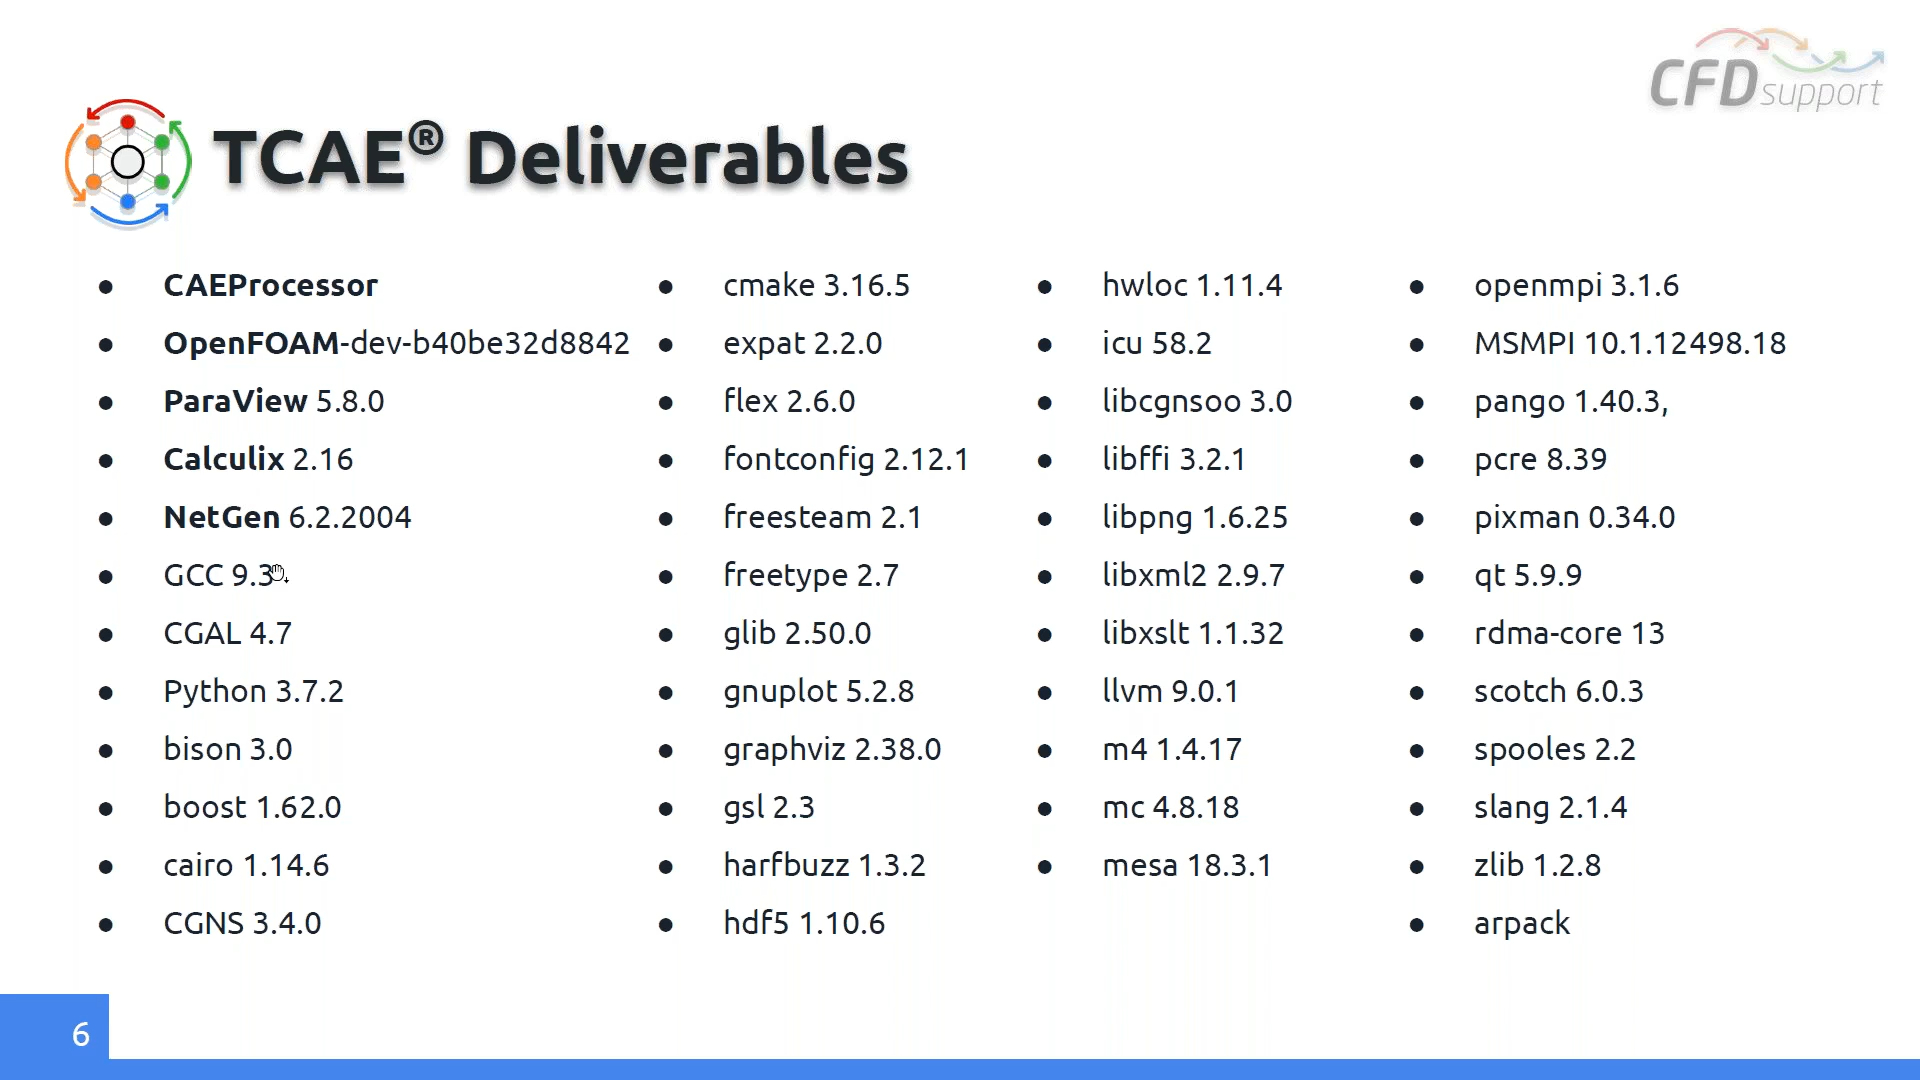 CFDsupport
TCAE® Deliverables
● CAEProcessor
● OpenFOAM-dev-b40be32d8842
● ParaView 5.8.0
● Calculix 2.16
● NetGen 6.2.2004
● GCC 9.3
● CGAL 4.7
● Python 3.7.2
● bison 3.0
● boost 1.62.0
● cairo 1.14.6
● CGNS 3.4.0
● cmake 3.16.5
● expat 2.2.0
● flex 2.6.0
● fontconfig 2.12.1
● freesteam 2.1
● freetype 2.7
● glib 2.50.0
● gnuplot 5.2.8
● graphviz 2.38.0
● gsl 2.3
● harfbuzz 1.3.2
● hdf5 1.10.6
● hwloc 1.11.4
● icu 58.2
● libcgnsoo 3.0
● libffi 3.2.1
● libpng 1.6.25
● libxml2 2.9.7
● libxslt 1.1.32
● llvm 9.0.1
● m4 1.4.17
● mc 4.8.18
● mesa 18.3.1
● openmpi 3.1.6
● MSMPI 10.1.12498.18
● pango 1.40.3,
● pcre 8.39
● pixman 0.34.0
● qt 5.9.9
● rdma-core 13
● scotch 6.0.3
● spooles 2.2
● slang 2.1.4
● zlib 1.2.8
● arpack
6